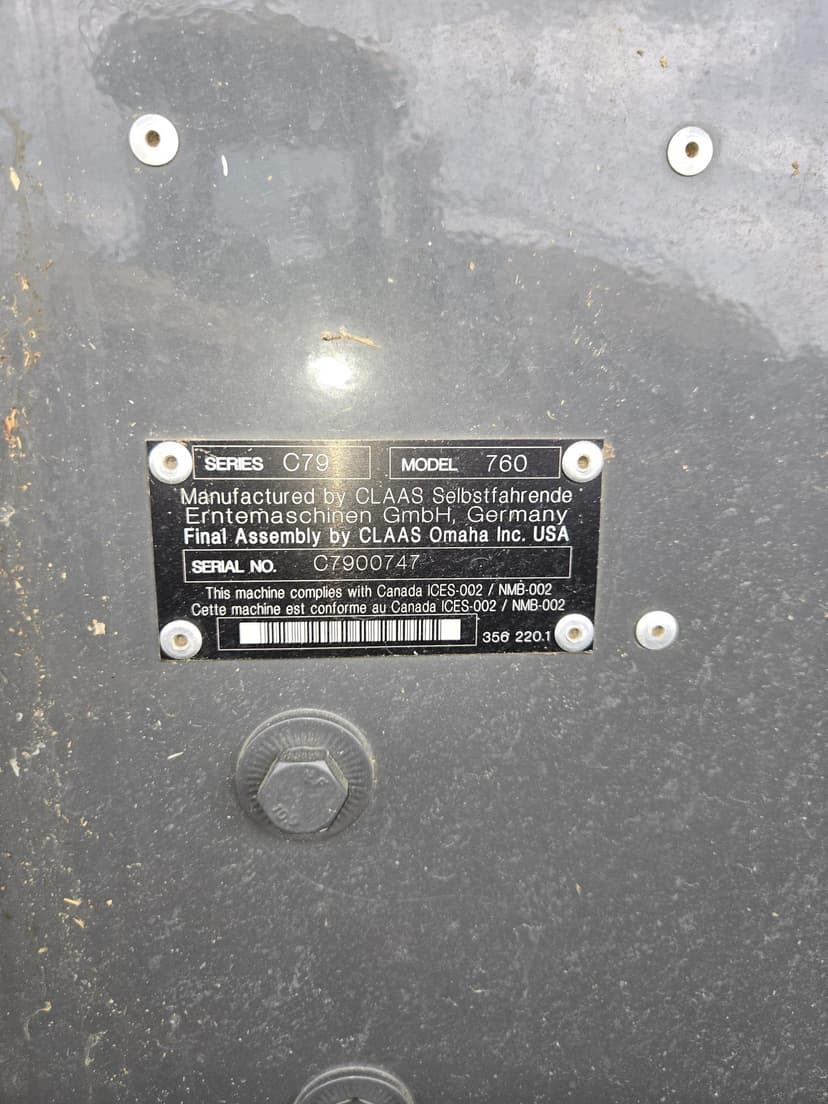 SERIES C79 MODEL 760
Manufactured by CLAAS Selbstfahrende
Erntemaschinen GmbH, Germany
Final Assembly by CLAAS Omaha Inc. USA
SERIAL NO. C7900747
This machine complies with Canada ICES-002 / NMB-002
Cette machine est conforme au Canada ICES-002 / NMB-002
356 220.1